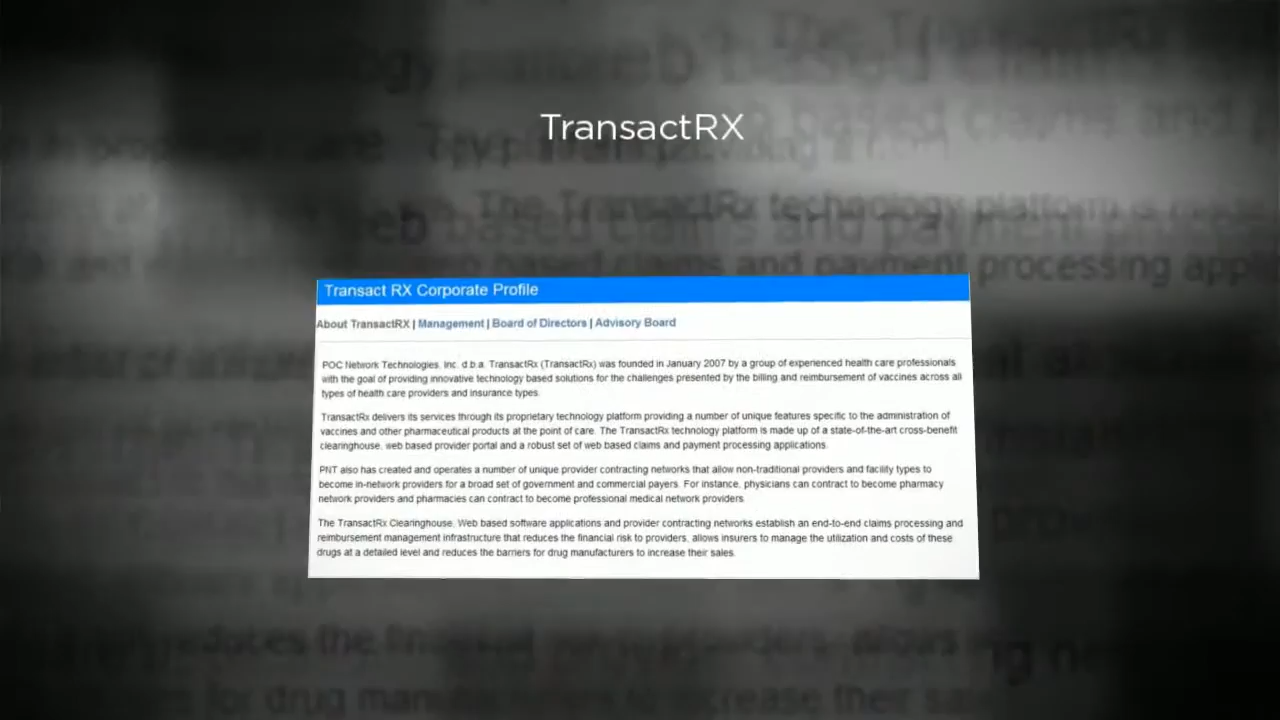 TransactRX
Transact RX Corporate Profile
About TransactRX | Management | Board of Directors | Advisory Board
POC Network Technologies, Inc. d.b.a. TransactRx (TransactRx) was founded in January 2007 by a group of experienced health care professionals
with the goal of providing innovative technology based solutions for the challenges presented by the billing and reimbursement of vaccines across all
types of health care providers and insurance types.
TransactRx delivers its services through its proprietary technology platform providing a number of unique features specific to the administration of
vaccines and other pharmaceutical products at the point of care. The TransactRx technology platform is made up of a state-of-the-art cross-benefit
clearinghouse, web based provider portal and a robust set of web based claims and payment processing applications.
PNT also has created and operates a number of unique provider contracting networks that allow non-traditional providers and facility types to
become in-network providers for a broad set of government and commercial payers. For instance, physicians can contract to become pharmacy
network providers and pharmacies can contract to become professional medical network providers.
The TransactRx Clearinghouse, Web based software applications and provider contracting networks establish an end-to-end claims processing and
reimbursement management infrastructure that reduces the financial risk to providers, allows insurers to manage the utilization and costs of these
drugs at a detailed level and reduces the barriers for drug manufacturers to increase their sales.